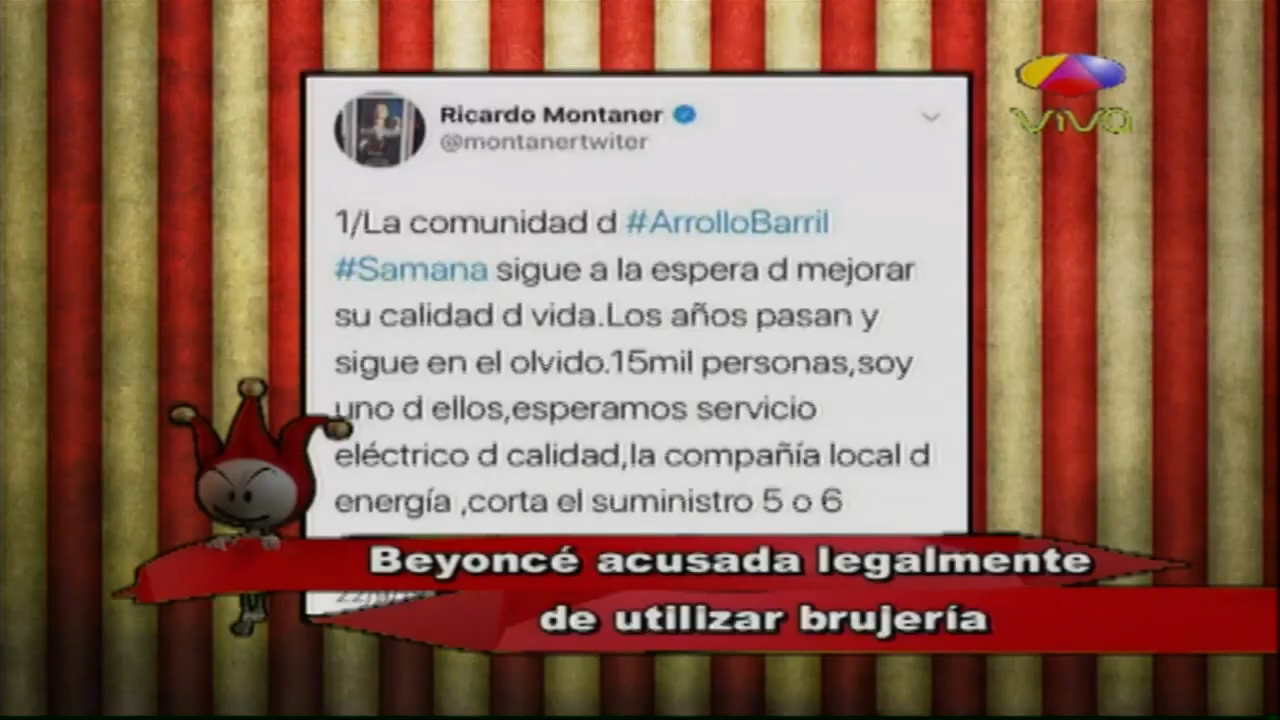 Ricardo Montaner
@montanertwiter
VIVA
1/La comunidad d #ArrolloBarril
#Samana sigue a la espera d mejorar
su calidad d vida.Los años pasan y
sigue en el olvido.15mil personas,soy
uno d ellos,esperamos servicio
eléctrico d calidad,la compañía local d
energía ,corta el suministro 5 o 6
Beyoncé acusada legalmente
de utilizar brujería